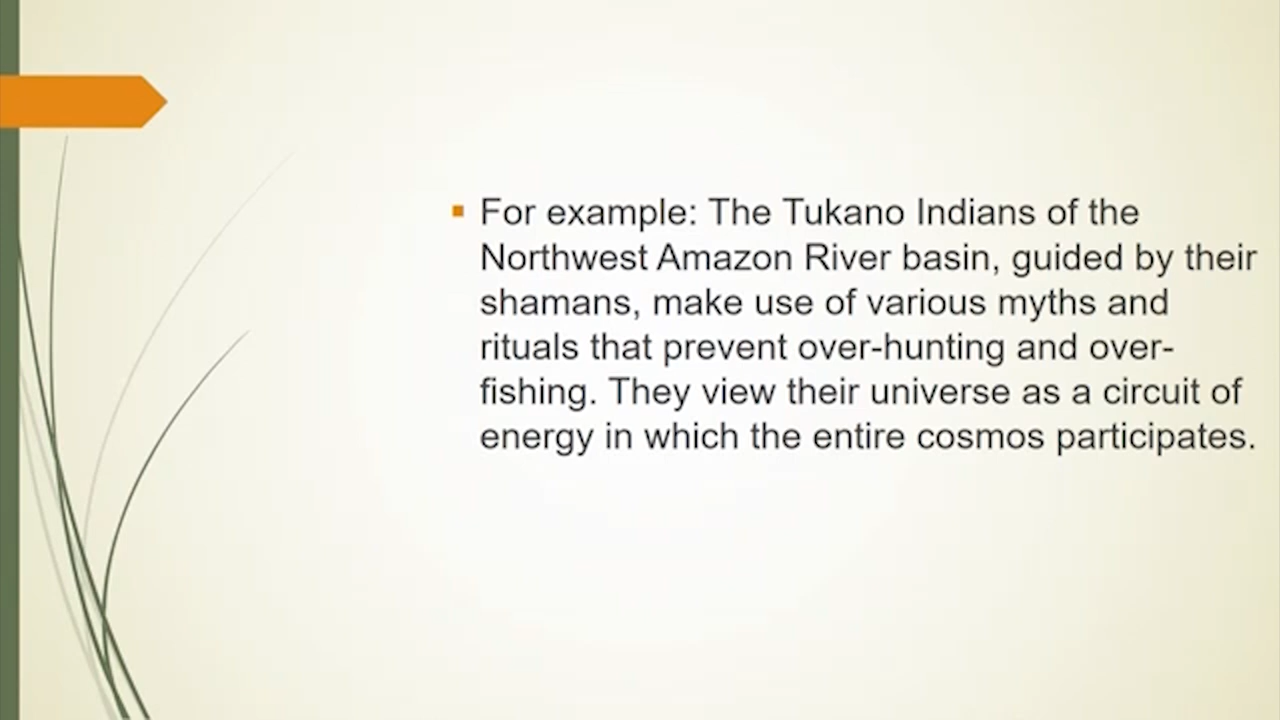 For example: The Tukano Indians of the
Northwest Amazon River basin, guided by their
shamans, make use of various myths and
rituals that prevent over-hunting and over-
fishing. They view their universe as a circuit of
energy in which the entire cosmos participates.